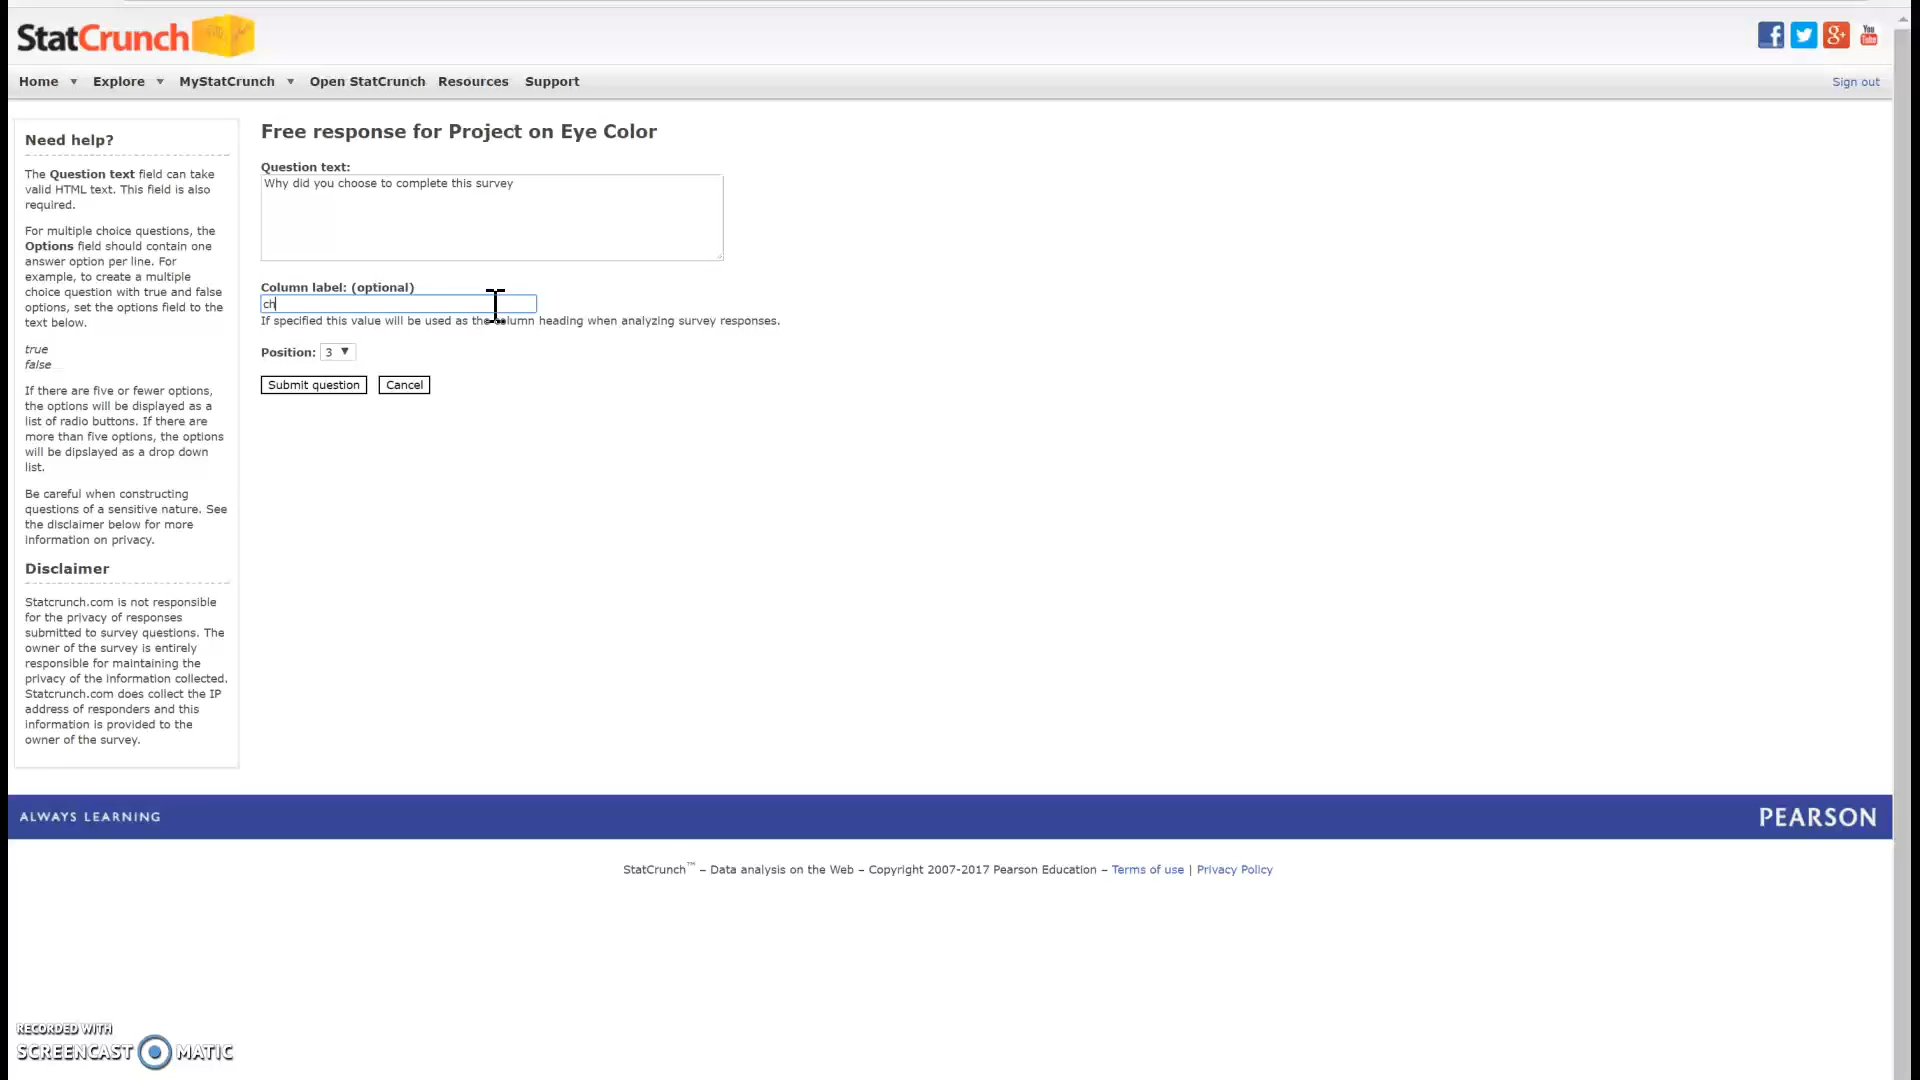 StatCrunch
You
Tube
Home Explore MyStatCrunch Open StatCrunch Resources Support
Sign out
Need help?
The Question text field can take
valid HTML text. This field is also
required.
For multiple choice questions, the
Options field should contain one
answer option per line. For
example, to create a multiple
choice question with true and false
options, set the options field to the
text below.
true
false
If there are five or fewer options,
the options will be displayed as a
list of radio buttons. If there are
more than five options, the options
will be dipslayed as a drop down
list.
Be careful when constructing
questions of a sensitive nature. See
the disclaimer below for more
information on privacy.
Disclaimer
Statcrunch.com is not responsible
for the privacy of responses
submitted to survey questions. The
owner of the survey is entirely
responsible for maintaining the
privacy of the information collected.
Statcrunch.com does collect the IP
address of responders and this
information is provided to the
owner of the survey.
Free response for Project on Eye Color
Question text:
Why did you choose to complete this survey
Column label: (optional)
ch
If specified this value will be used as the column heading when analyzing survey responses.
Position: 3
Submit question Cancel
ALWAYS LEARNING
PEARSON
StatCrunch™ – Data analysis on the Web – Copyright 2007-2017 Pearson Education – Terms of use | Privacy Policy
RECORDED WITH
SCREENCAST MATIC